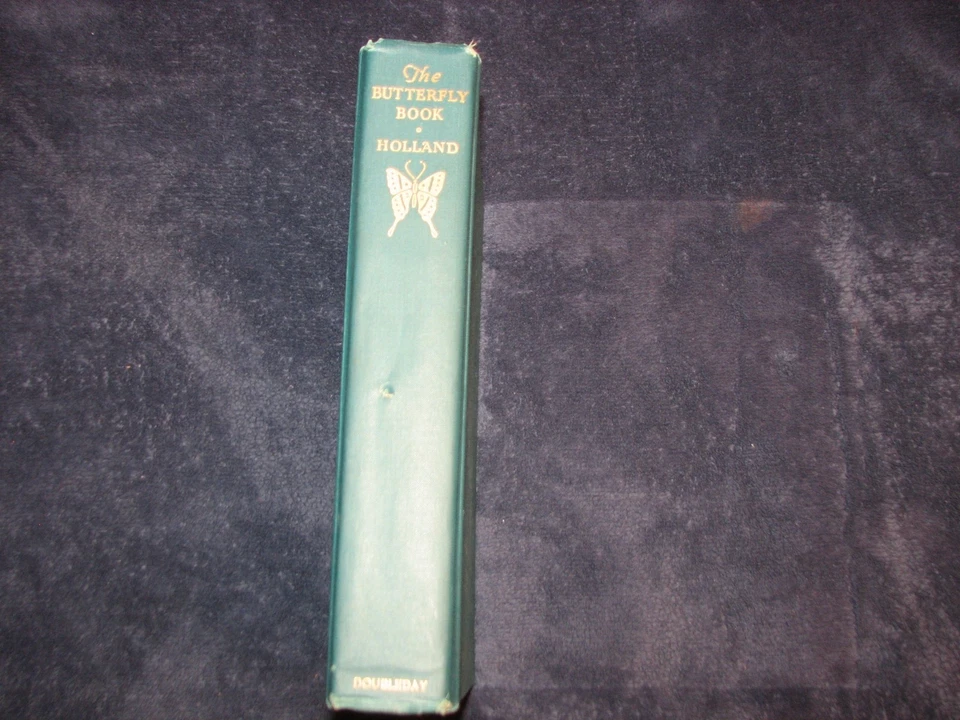 The
BUTTERFLY
BOOK
•
HOLLAND
DOUBLEDAY